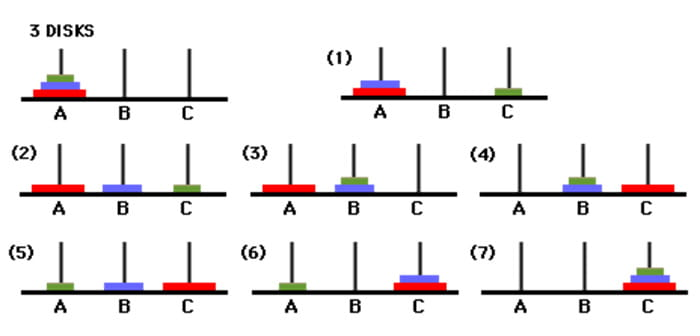 3 DISKS
A B C
(1)
A B C
(2)
A B C
(3)
A B C
(4)
A B C
(5)
A B C
(6)
A B C
(7)
A B C